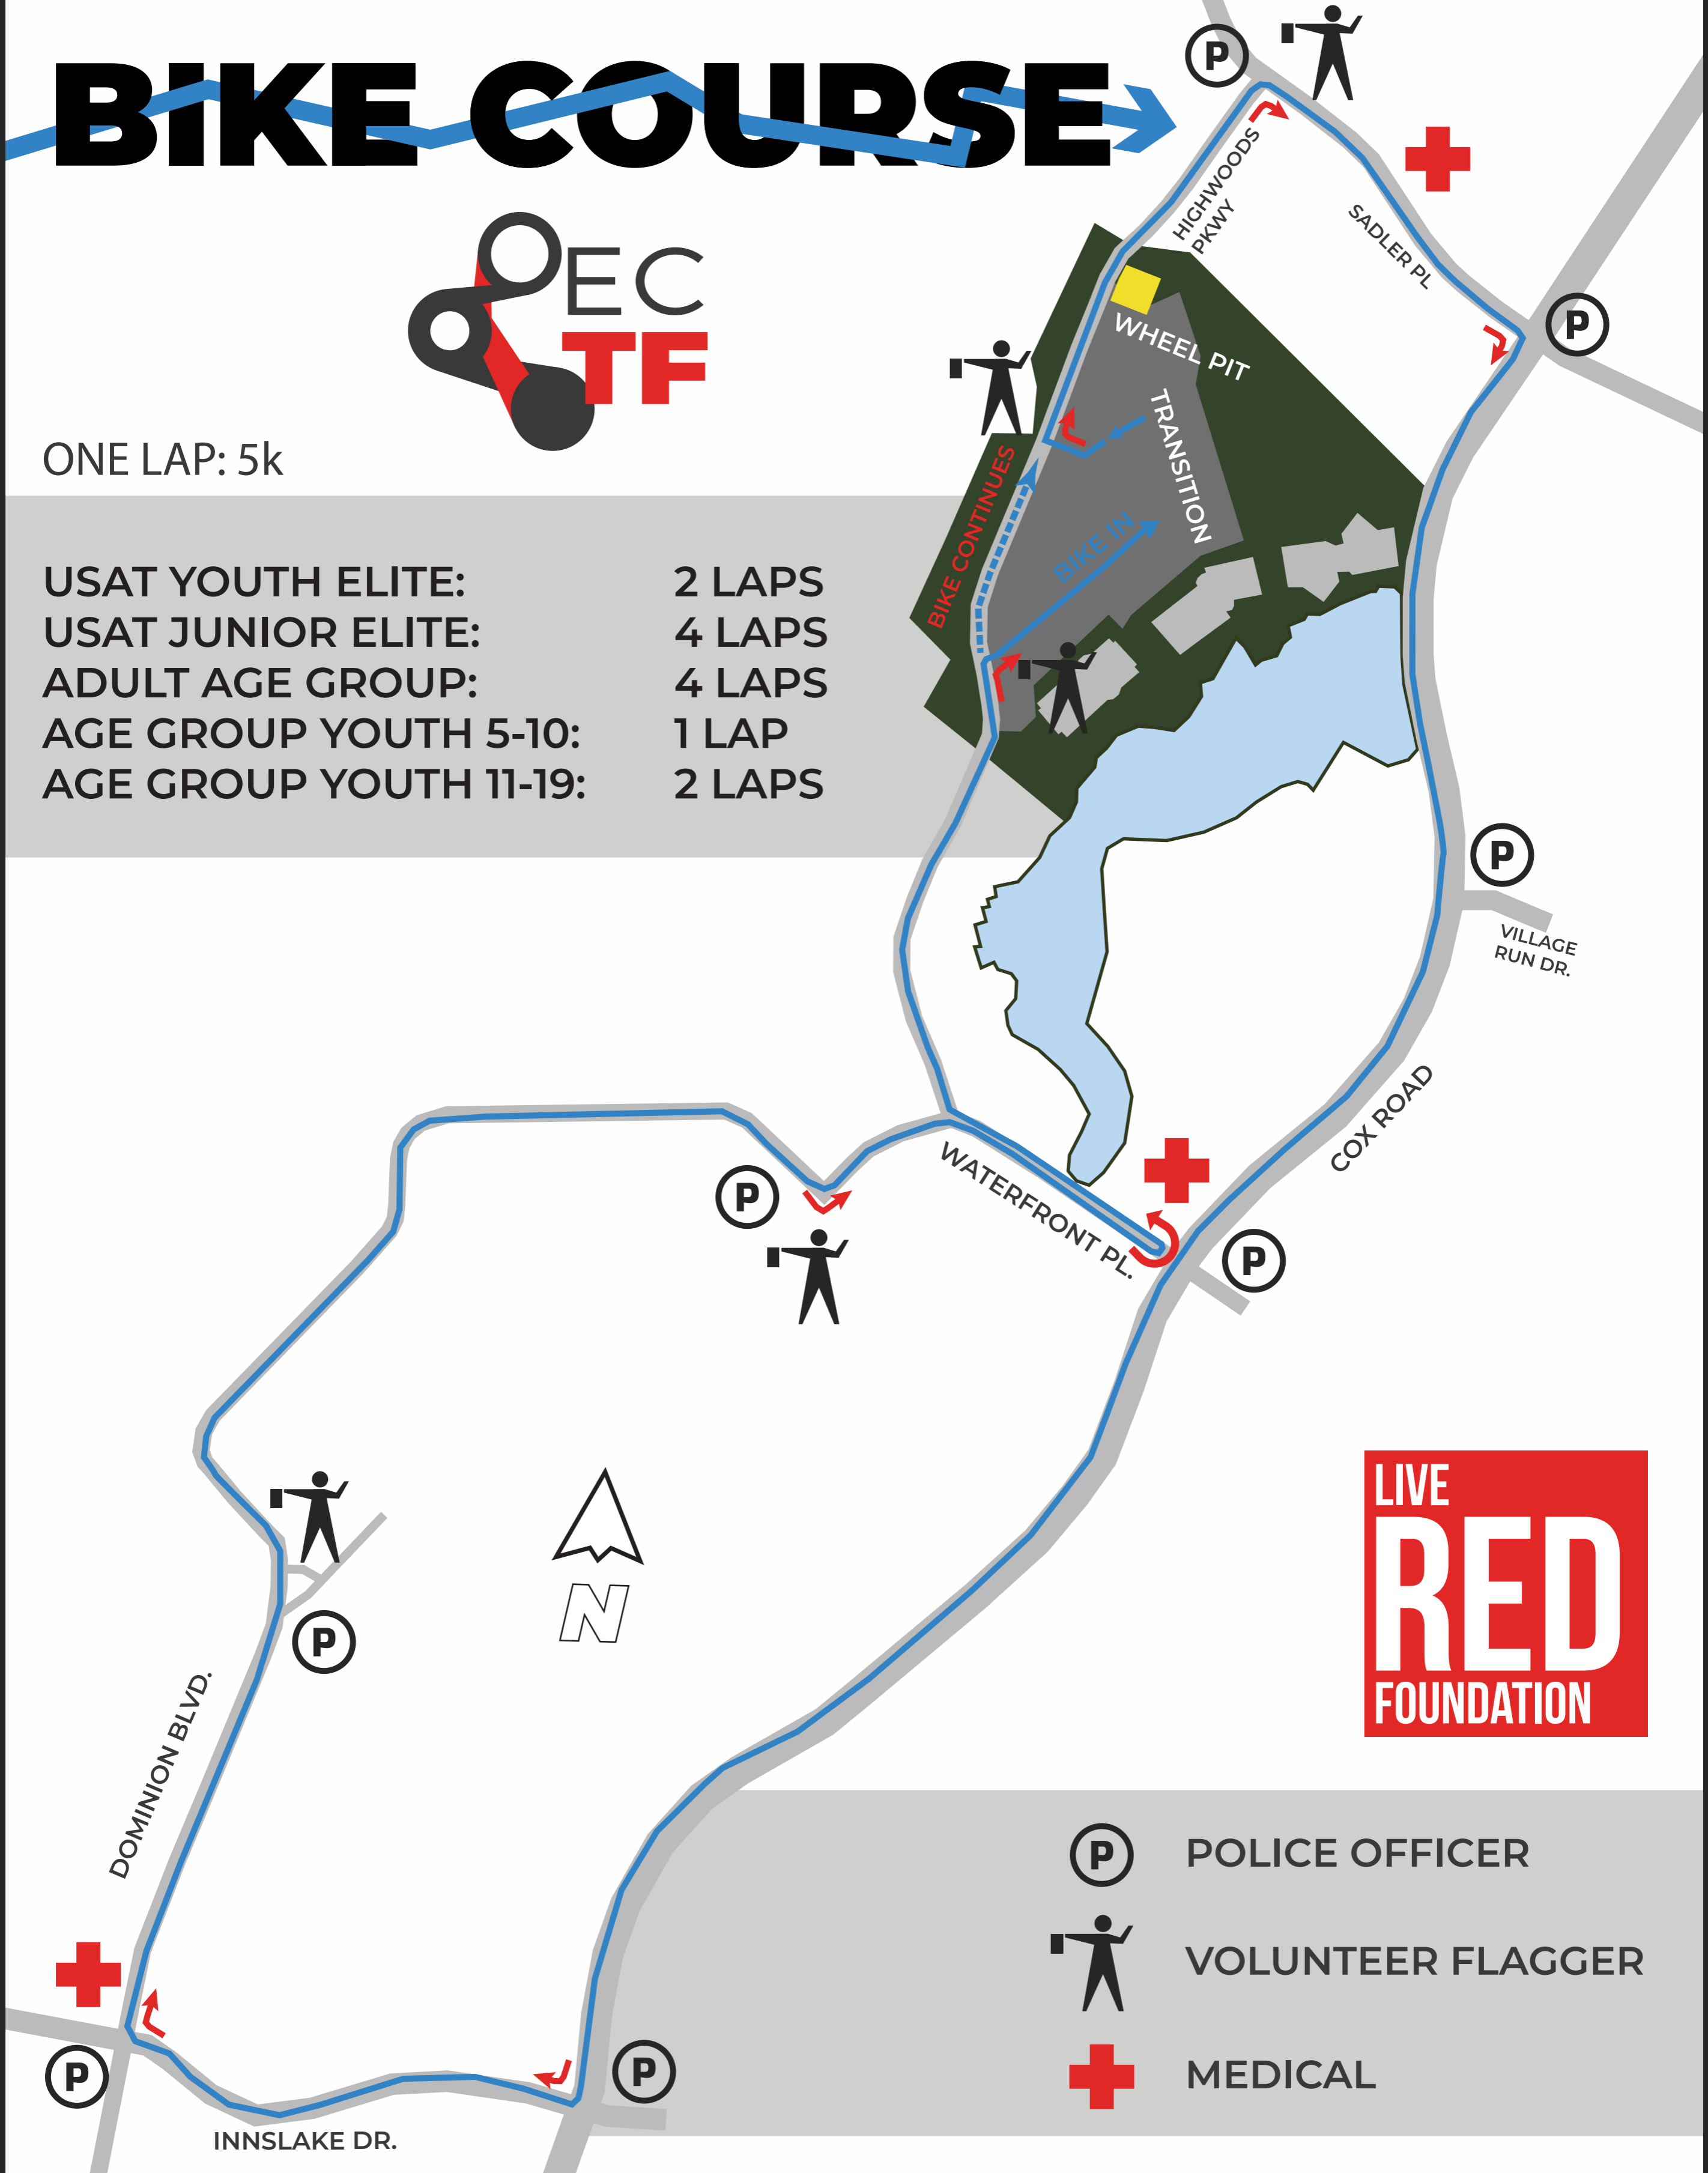 BIKE COURSE
EC
TF
ONE LAP: 5k
USAT YOUTH ELITE: 2 LAPS
USAT JUNIOR ELITE: 4 LAPS
ADULT AGE GROUP: 4 LAPS
AGE GROUP YOUTH 5-10: 1 LAP
AGE GROUP YOUTH 11-19: 2 LAPS
P
HIGHWOODS
PKWY
SADLER PL
P
WHEEL PIT
TRANSITION
BIKE CONTINUES
BIKE IN
P
VILLAGE
RUN DR.
COX ROAD
WATERFRONT PL.
P
P
P
N
DOMINION BLVD.
P
P
INNSLAKE DR.
LIVE
RED
FOUNDATION
P POLICE OFFICER
VOLUNTEER FLAGGER
MEDICAL